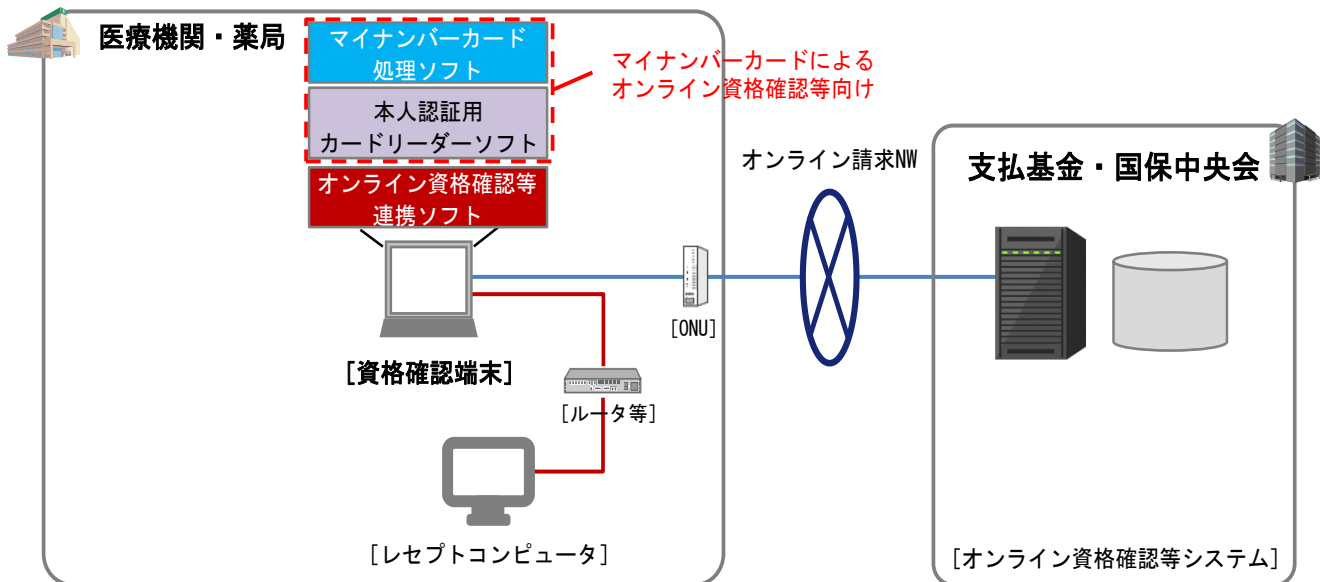 医療機関・薬局
マイナンバーカード
処理ソフト
本人認証用
カードリーダーソフト
オンライン資格確認等
連携ソフト
マイナンバーカードによる
オンライン資格確認等向け
オンライン請求NW
支払基金・国保中央会
[ONU]
[資格確認端末]
[ルータ等]
[レセプトコンピュータ]
[オンライン資格確認等システム]